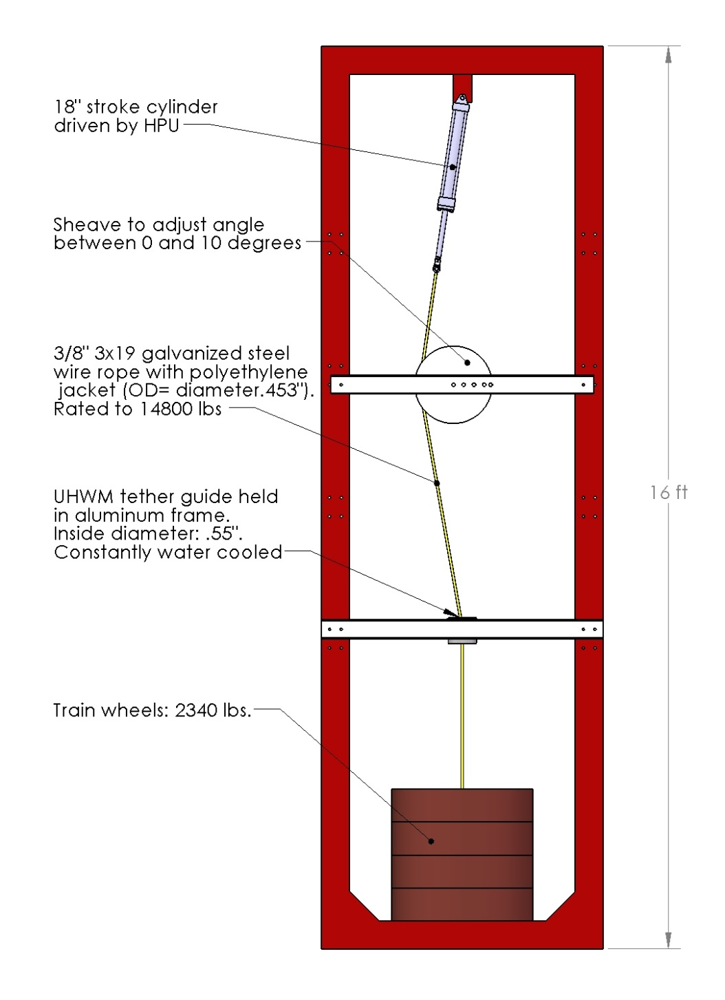 18" stroke cylinder
driven by HPU
Sheave to adjust angle
between 0 and 10 degrees
3/8" 3x19 galvanized steel
wire rope with polyethylene
jacket (OD= diameter.453").
Rated to 14800 lbs
16 ft
UHWM tether guide held
in aluminum frame.
Inside diameter: .55".
Constantly water cooled
Train wheels: 2340 lbs.